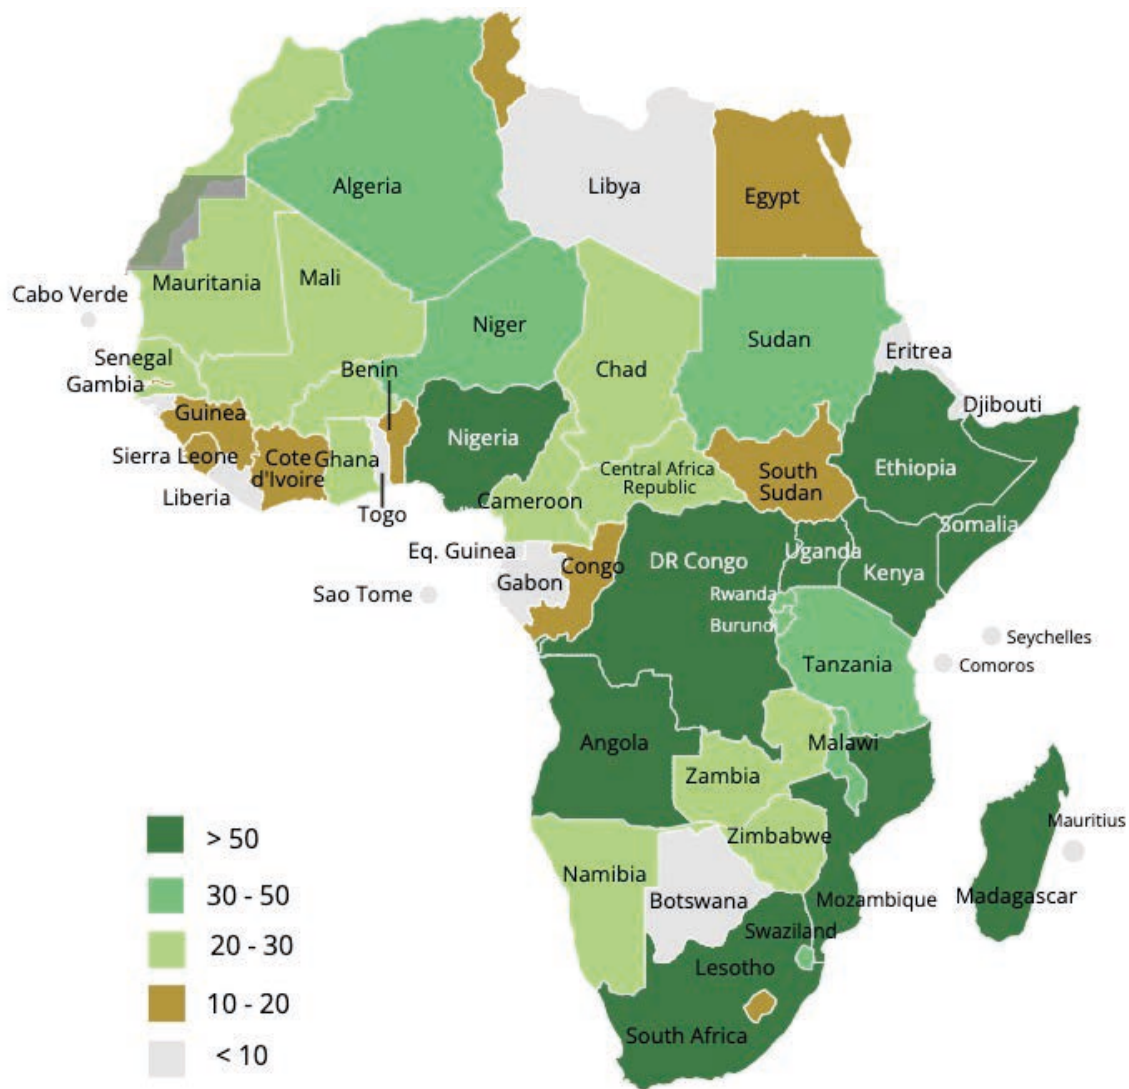 Algeria
Libya
Egypt
Mauritania
Mali
Cabo Verde
Niger
Sudan
Eritrea
Senegal
Benin
Chad
Gambia
Djibouti
Guinea
Nigeria
Sierra Leone
Cote
d'Ivoire
Ghana
Central Africa
Republic
South
Sudan
Ethiopia
Liberia
Togo
Cameroon
Somalia
Eq. Guinea
Gabon
Congo
DR Congo
Uganda
Kenya
Sao Tome
Rwanda
Burundi
Seychelles
Tanzania
Comoros
Angola
Malawi
Zambia
Mauritius
> 50
Zimbabwe
Namibia
30 - 50
Botswana
Mozambique
Madagascar
Swaziland
20 - 30
Lesotho
10 - 20
South Africa
< 10